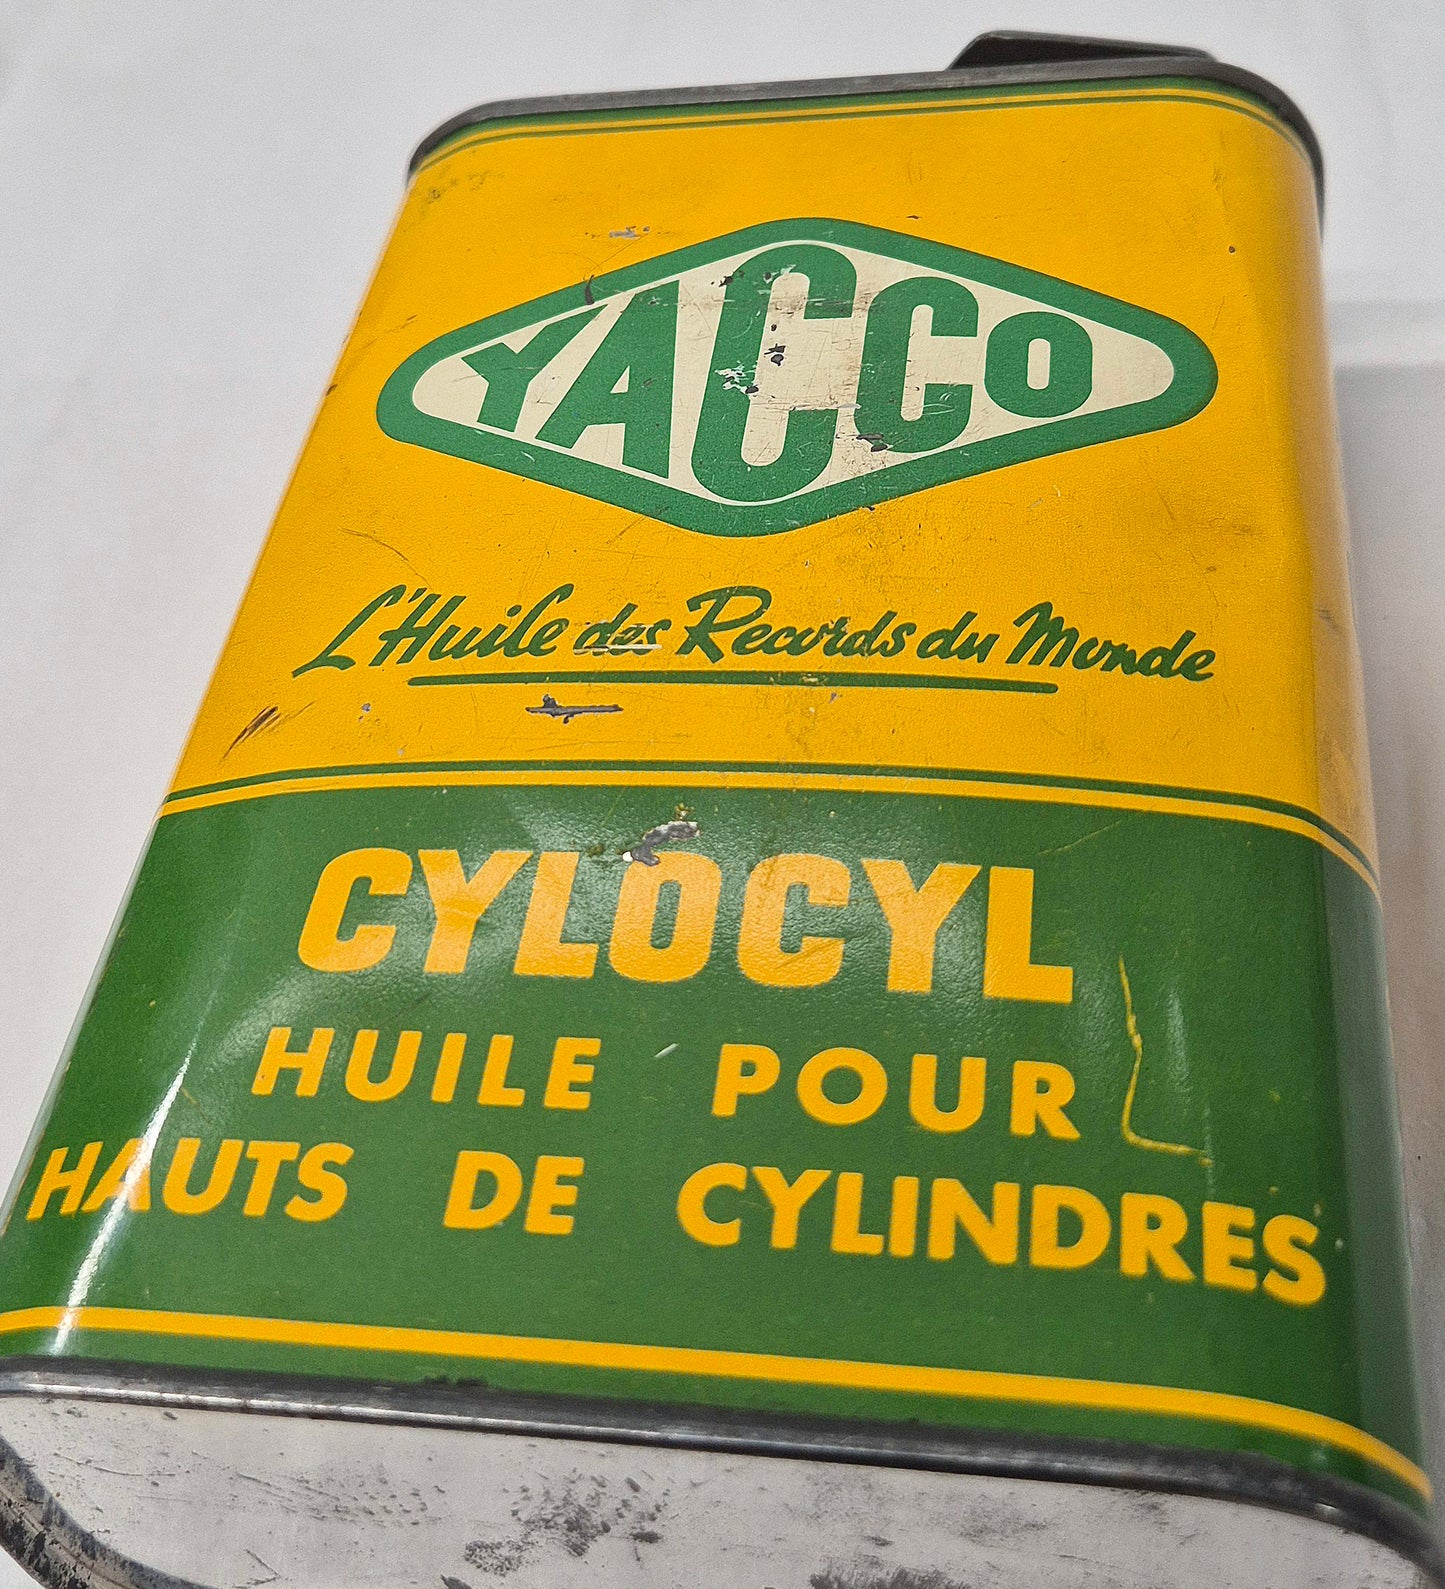 YACCO
L'Huile des Records du Monde
CYLOCYL
HUILE POUR
HAUTS DE CYLINDRES